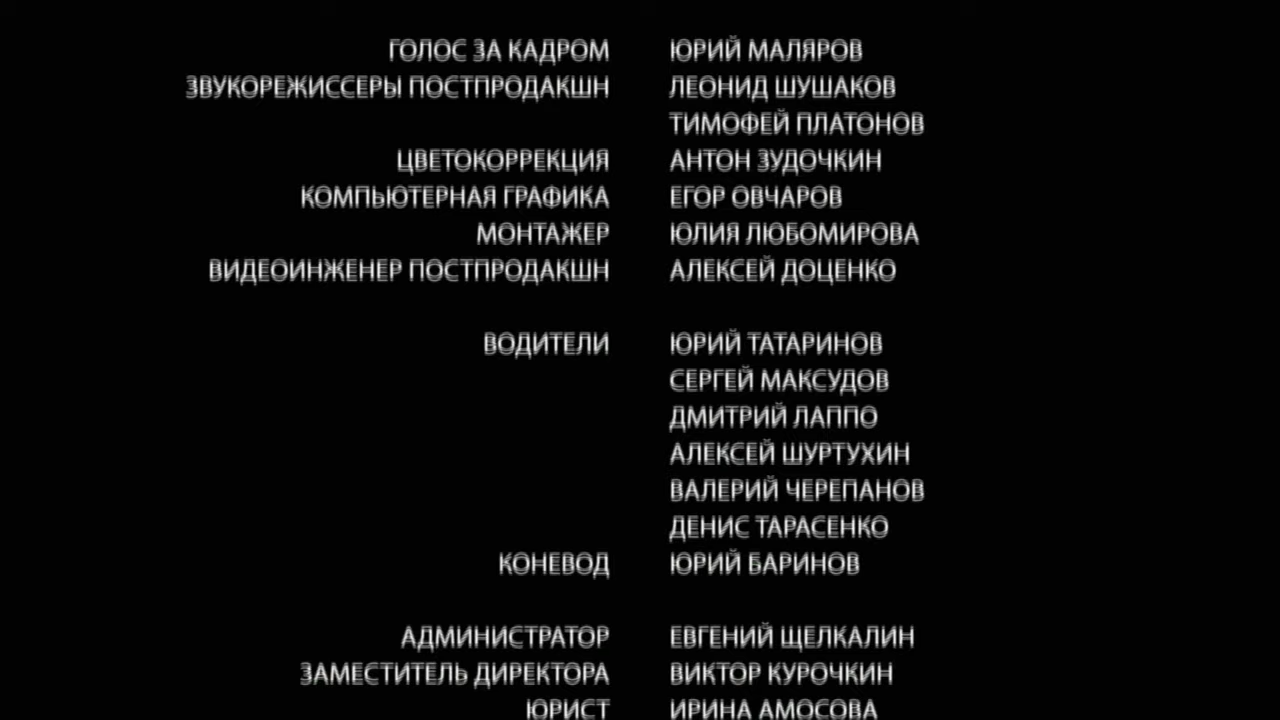 ГОЛОС ЗА КАДРОМ ЮРИЙ МАЛЯРОВ
ЗВУКОРЕЖИССЕРЫ ПОСТПРОДАКШН ЛЕОНИД ШУШАКОВ
ТИМОФЕЙ ПЛАТОНОВ
ЦВЕТОКОРРЕКЦИЯ АНТОН ЗУДОЧКИН
КОМПЬЮТЕРНАЯ ГРАФИКА ЕГОР ОВЧАРОВ
МОНТАЖЕР ЮЛИЯ ЛЮБОМИРОВА
ВИДЕОИНЖЕНЕР ПОСТПРОДАКШН АЛЕКСЕЙ ДОЦЕНКО
ВОДИТЕЛИ ЮРИЙ ТАТАРИНОВ
СЕРГЕЙ МАКСУДОВ
ДМИТРИЙ ЛАППО
АЛЕКСЕЙ ШУРТУХИН
ВАЛЕРИЙ ЧЕРЕПАНОВ
ДЕНИС ТАРАСЕНКО
КОНЕВОД ЮРИЙ БАРИНОВ
АДМИНИСТРАТОР ЕВГЕНИЙ ЩЕЛКАЛИН
ЗАМЕСТИТЕЛЬ ДИРЕКТОРА ВИКТОР КУРОЧКИН
ЮРИСТ ИРИНА АМОСОВА